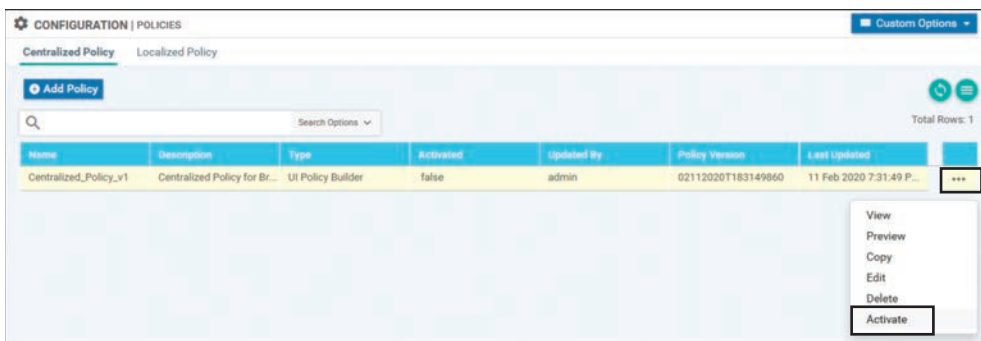 CONFIGURATION | POLICIES
Custom Options
Centralized Policy Localized Policy
Add Policy
Search Options
Total Rows: 1
Name Description Type Activated Updated By Policy Version Last Updated
Centralized_Policy_v1 Centralized Policy for Br... UI Policy Builder false admin 02112020T183149860 11 Feb 2020 7:31:49 P...
View
Preview
Copy
Edit
Delete
Activate